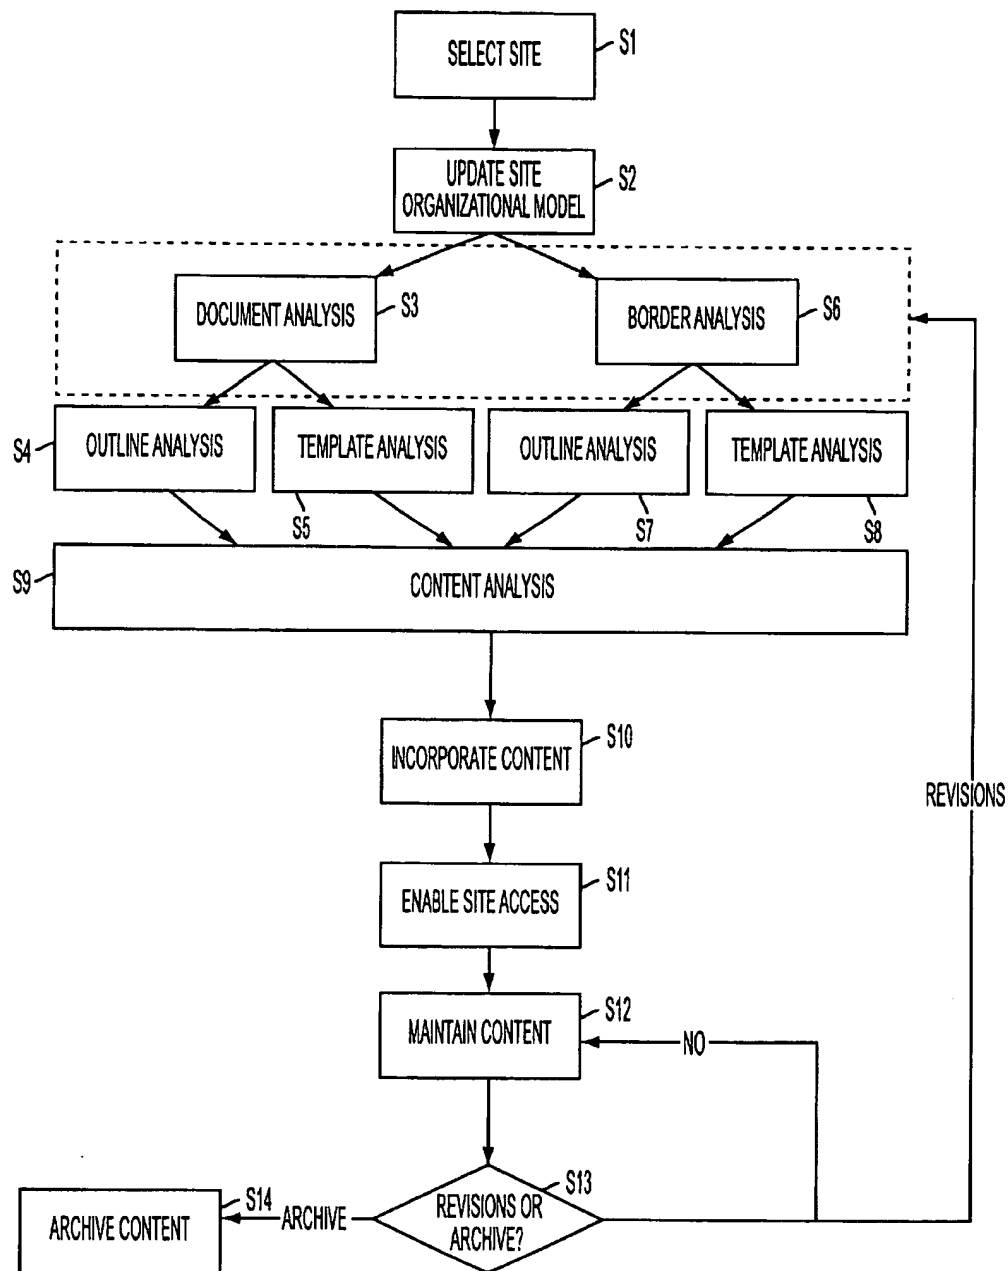 SELECT SITE
S1
UPDATE SITE
ORGANIZATIONAL MODEL
S2
DOCUMENT ANALYSIS
S3
BORDER ANALYSIS
S6
S4
OUTLINE ANALYSIS
TEMPLATE ANALYSIS
OUTLINE ANALYSIS
TEMPLATE ANALYSIS
S5
S7
S8
S9
CONTENT ANALYSIS
INCORPORATE CONTENT
S10
REVISIONS
ENABLE SITE ACCESS
S11
MAINTAIN CONTENT
S12
NO
REVISIONS OR
ARCHIVE?
S13
ARCHIVE
S14
ARCHIVE CONTENT